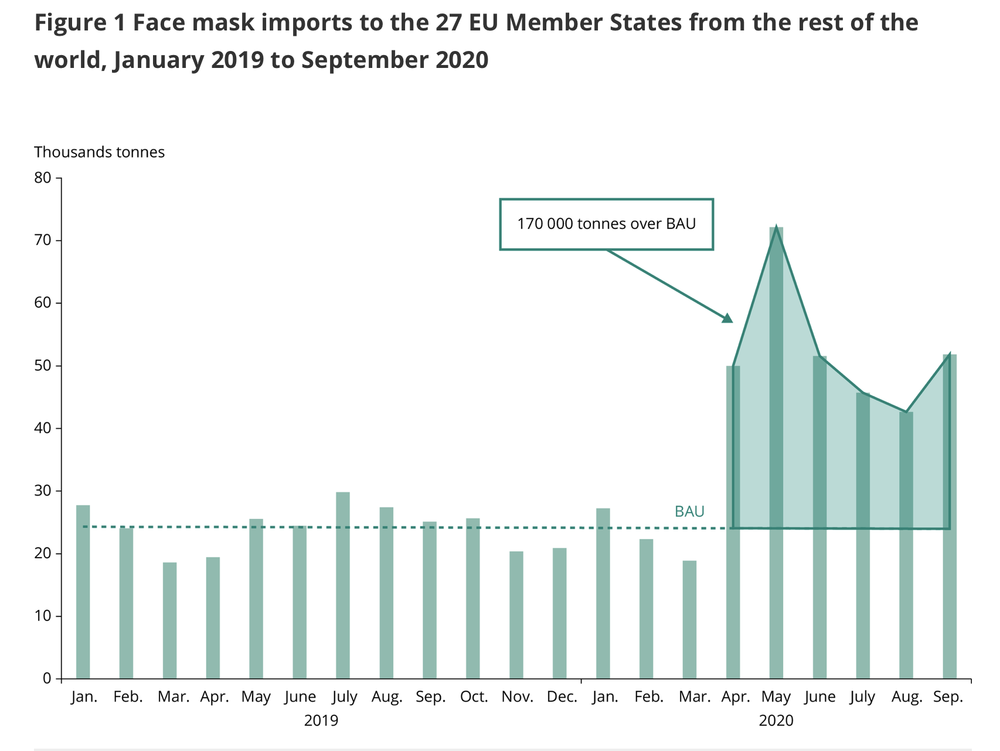 Figure 1 Face mask imports to the 27 EU Member States from the rest of the
world, January 2019 to September 2020
Thousands tonnes
80
170 000 tonnes over BAU
70
60
50
40
30
BAU
20
10
0
Jan. Feb. Mar. Apr. May June July Aug. Sep. Oct. Nov. Dec. Jan. Feb. Mar. Apr. May June July Aug. Sep.
2019 2020